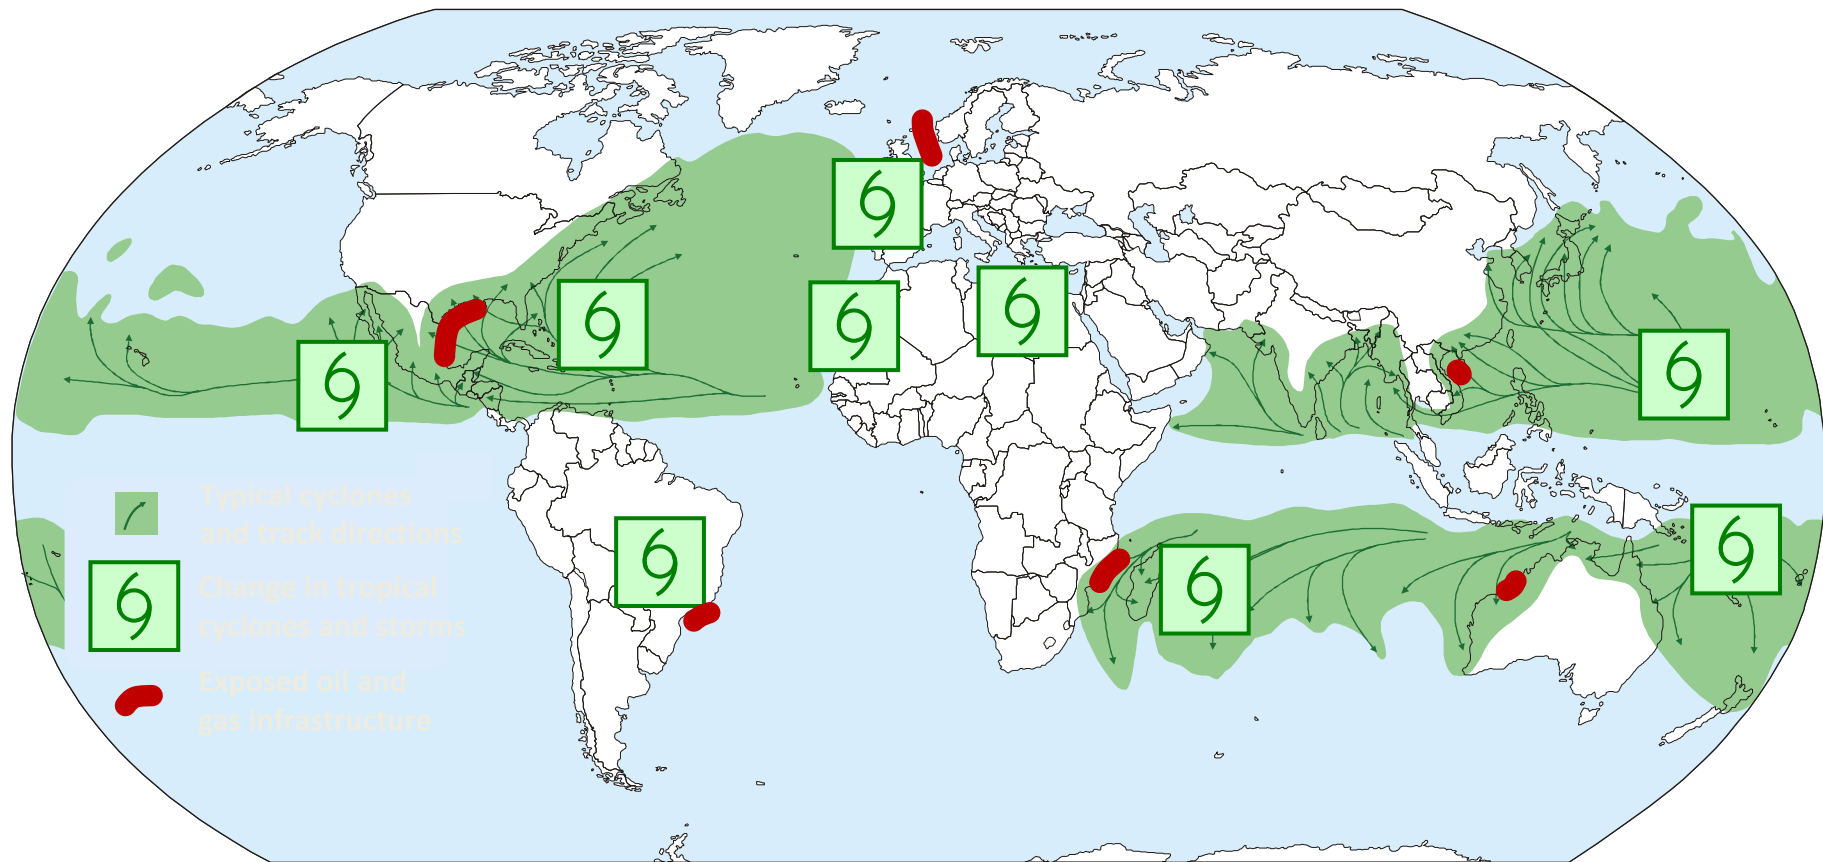 Typical cyclones
and track directions
Change in tropical
cyclones and storms
Exposed oil and
gas infrastructure